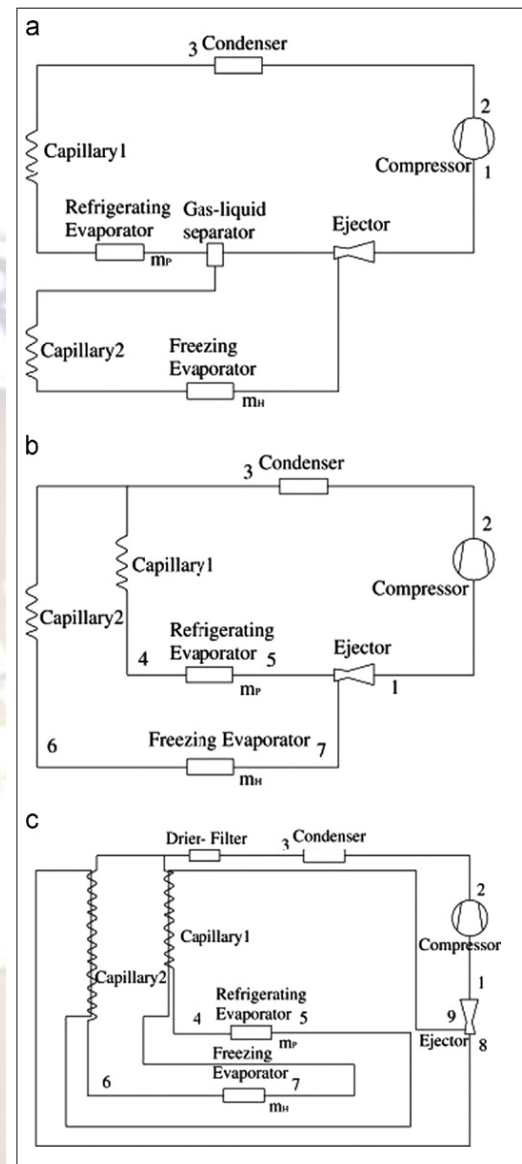 a
3 Condenser
2
Capillary1
Compressor
1
Refrigerating
Evaporator
Gas-liquid
separator
Ejector
mP
Capillary2
Freezing
Evaporator
mH
b
3 Condenser
2
Capillary1
Capillary2
Compressor
Refrigerating
4 Evaporator 5
Ejector
mP
1
6 Freezing Evaporator 7
mH
c
Drier- Filter
3 Condenser
2
Capillary1
Compressor
Capillary2
1
Refrigerating
4 Evaporator 5
9
mP
Ejector
8
Freezing
6 Evaporator 7
mH